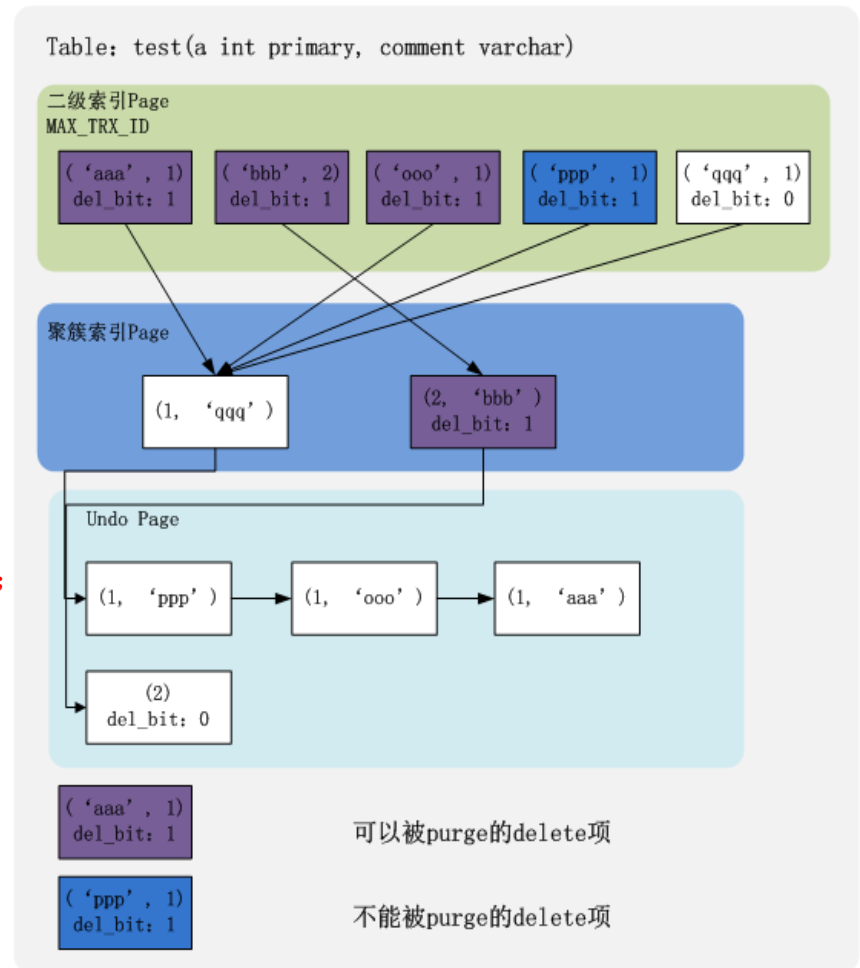 Table: test(a int primary, comment varchar)
二级索引Page
MAX_TRX_ID
(‘aaa’, 1)
del_bit: 1
(‘bbb’, 2)
del_bit: 1
(‘ooo’, 1)
del_bit: 1
(‘ppp’, 1)
del_bit: 1
(‘qqq’, 1)
del_bit: 0
聚簇索引Page
(1, ‘qqq’)
(2, ‘bbb’)
del_bit: 1
Undo Page
;
(1, ‘ppp’)
(1, ‘ooo’)
(1, ‘aaa’)
(2)
del_bit: 0
(‘aaa’, 1)
del_bit: 1
可以被purge的delete项
(‘ppp’, 1)
del_bit: 1
不能被purge的delete项